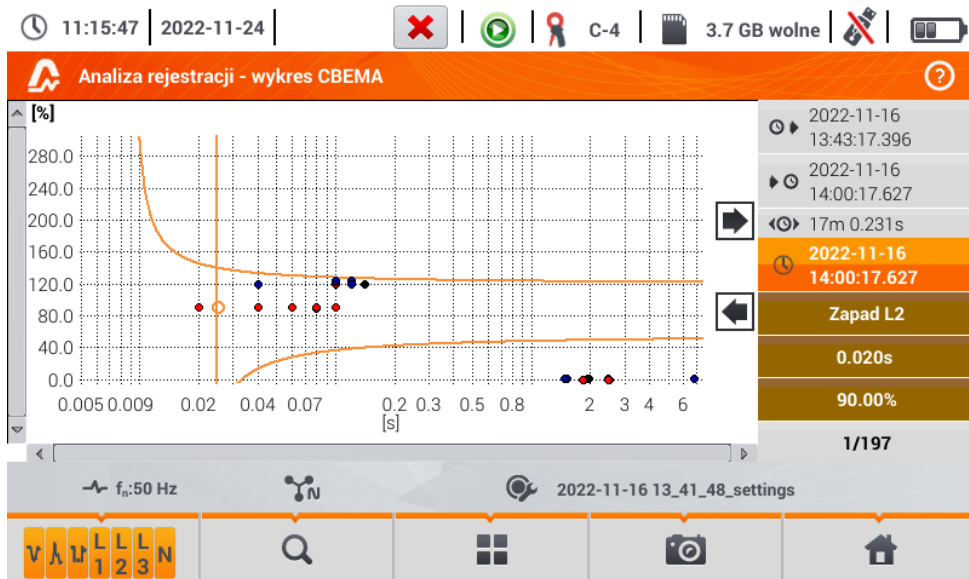 11:15:47 2022-11-24 C-4 3.7 GB wolne
Analiza rejestracji - wykres CBEMA ?
[%]
280.0
240.0
200.0
160.0
120.0
80.0
40.0
0.0
0.005 0.009 0.02 0.04 0.07 0.2 0.3 0.5 0.8 2 3 4 6
[s]
2022-11-16
13:43:17.396
2022-11-16
14:00:17.627
17m 0.231s
2022-11-16
14:00:17.627
Zapad L2
0.020s
90.00%
1/197
fn:50 Hz N 2022-11-16 13_41_48_settings
L1 L2 L3 N